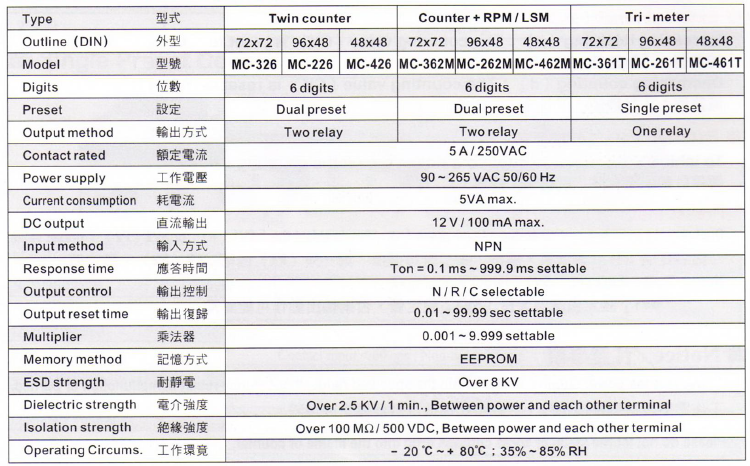 Type 型式 Twin counter Counter + RPM / LSM Tri - meter
Outline (DIN) 外型 72x72 96x48 48x48 72x72 96x48 48x48 72x72 96x48 48x48
Model 型號 MC-326 MC-226 MC-426 MC-362M MC-262M MC-462M MC-361T MC-261T MC-461T
Digits 位數 6 digits 6 digits 6 digits
Preset 設定 Dual preset Dual preset Single preset
Output method 輸出方式 Two relay Two relay One relay
Contact rated 額定電流 5 A / 250VAC
Power supply 工作電壓 90 ~ 265 VAC 50/60 Hz
Current consumption 耗電流 5VA max.
DC output 直流輸出 12 V / 100 mA max.
Input method 輸入方式 NPN
Response time 應答時間 Ton = 0.1 ms ~ 999.9 ms settable
Output control 輸出控制 N / R / C selectable
Output reset time 輸出復歸 0.01 ~ 99.99 sec settable
Multiplier 乘法器 0.001 ~ 9.999 settable
Memory method 記憶方式 EEPROM
ESD strength 耐靜電 Over 8 KV
Dielectric strength 電介強度 Over 2.5 KV / 1 min., Between power and each other terminal
Isolation strength 絶緣強度 Over 100 MΩ / 500 VDC, Between power and each other terminal
Operating Circums. 工作環竟 - 20 ℃ ~ + 80℃ ; 35% ~ 85% RH